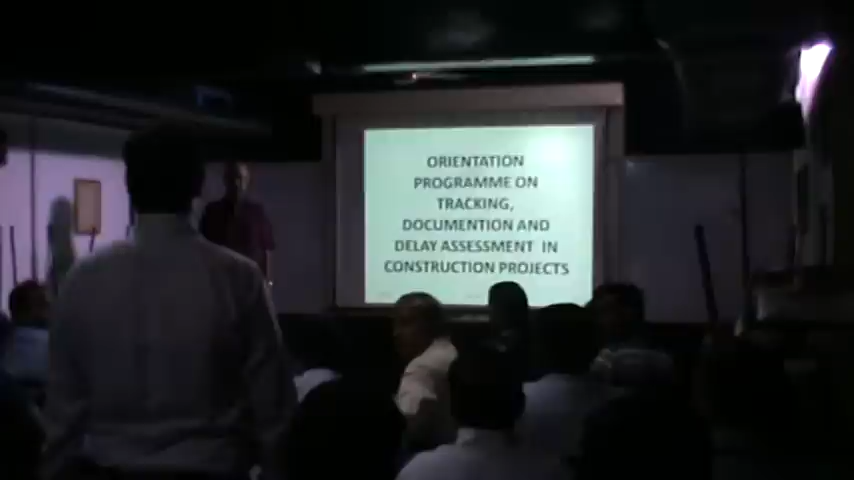 ORIENTATION
PROGRAMME ON
TRACKING,
DOCUMENTION AND
DELAY ASSESSMENT IN
CONSTRUCTION PROJECTS